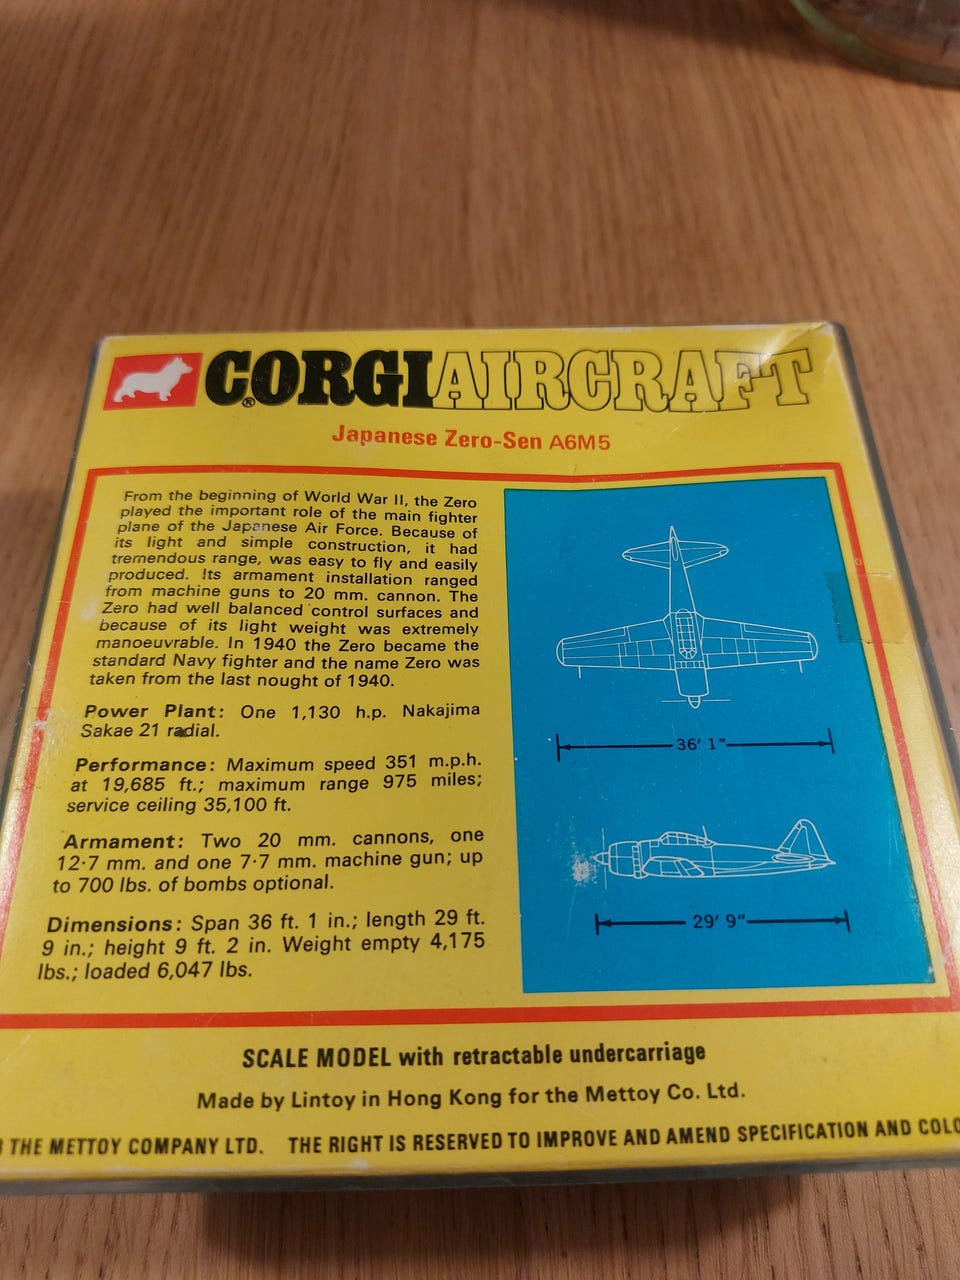 CORGI AIRCRAFT
®
Japanese Zero-Sen A6M5
From the beginning of World War II, the Zero
played the important role of the main fighter
plane of the Japanese Air Force. Because of
its light and simple construction, it had
tremendous range, was easy to fly and easily
produced. Its armament installation ranged
from machine guns to 20 mm. cannon. The
Zero had well balanced control surfaces and
because of its light weight was extremely
manoeuvrable. In 1940 the Zero became the
standard Navy fighter and the name Zero was
taken from the last nought of 1940.
Power Plant: One 1,130 h.p. Nakajima
Sakae 21 radial.
Performance: Maximum speed 351 m.p.h.
at 19,685 ft.; maximum range 975 miles;
service ceiling 35,100 ft.
Armament: Two 20 mm. cannons, one
12·7 mm. and one 7·7 mm. machine gun; up
to 700 lbs. of bombs optional.
Dimensions: Span 36 ft. 1 in.; length 29 ft.
9 in.; height 9 ft. 2 in. Weight empty 4,175
lbs.; loaded 6,047 lbs.
36' 1"
29' 9"
SCALE MODEL with retractable undercarriage
Made by Lintoy in Hong Kong for the Mettoy Co. Ltd.
THE METTOY COMPANY LTD. THE RIGHT IS RESERVED TO IMPROVE AND AMEND SPECIFICATION AND COLO